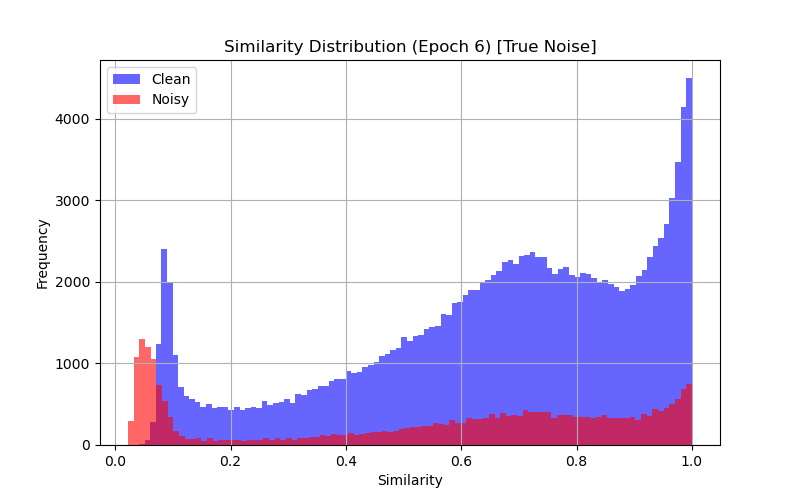 Similarity Distribution (Epoch 6) [True Noise]
Clean
Noisy
4000
3000
2000
1000
0
Frequency
0.0 0.2 0.4 0.6 0.8 1.0
Similarity